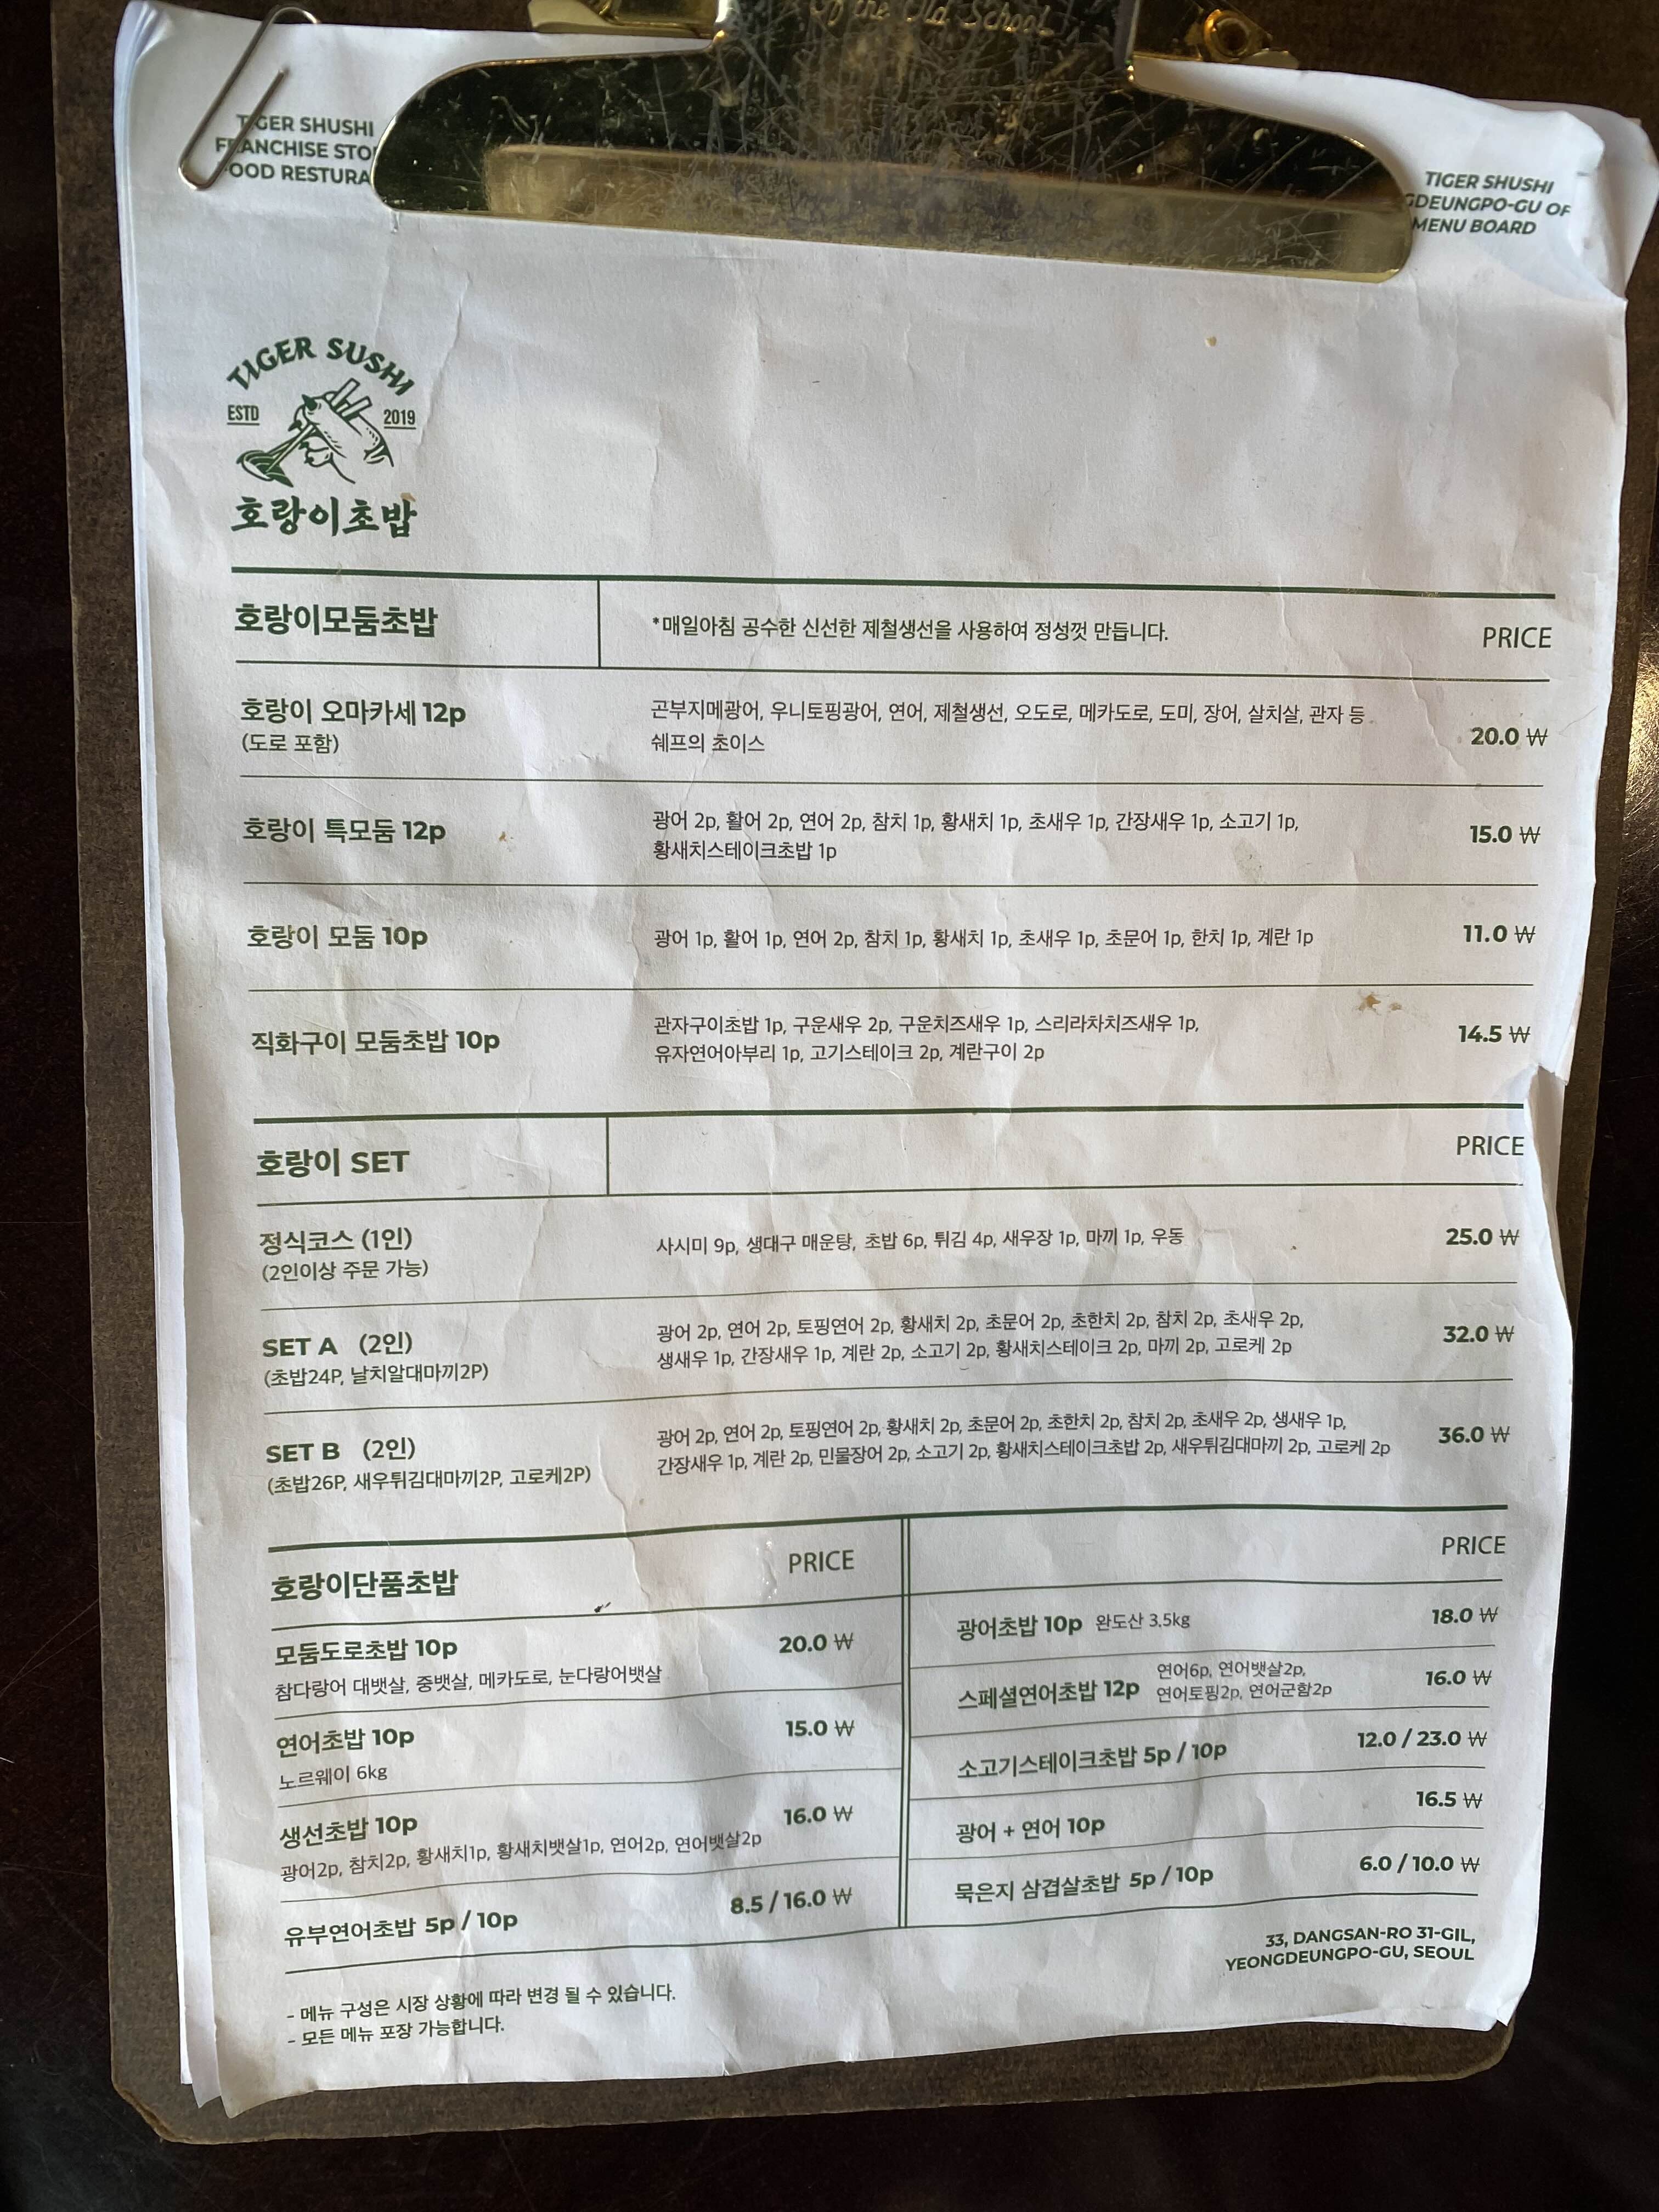 of the Old School
TIGER SHUSHI
FRANCHISE STO
FOOD RESTURA
TIGER SHUSHI
GDEUNGPO-GU OF
MENU BOARD
TIGER SUSHI
ESTD 2019
호랑이초밥
호랑이모둠초밥 *매일아침 공수한 신선한 제철생선을 사용하여 정성껏 만듭니다. PRICE
호랑이 오마카세 12p
(도로 포함)
곤부지메광어, 우니토핑광어, 연어, 제철생선, 오도로, 메카도로, 도미, 장어, 살치살, 관자 등
쉐프의 초이스
20.0 ₩
호랑이 특모둠 12p
광어 2p, 활어 2p, 연어 2p, 참치 1p, 황새치 1p, 초새우 1p, 간장새우 1p, 소고기 1p,
황새치스테이크초밥 1p
15.0 ₩
호랑이 모둠 10p 광어 1p, 활어 1p, 연어 2p, 참치 1p, 황새치 1p, 초새우 1p, 초문어 1p, 한치 1p, 계란 1p 11.0 ₩
직화구이 모둠초밥 10p
관자구이초밥 1p, 구운새우 2p, 구운치즈새우 1p, 스리라차치즈새우 1p,
유자연어아부리 1p, 고기스테이크 2p, 계란구이 2p
14.5 ₩
호랑이 SET PRICE
정식코스 (1인)
(2인이상 주문 가능)
사시미 9p, 생대구 매운탕, 초밥 6p, 튀김 4p, 새우장 1p, 마끼 1p, 우동
25.0 ₩
SET A (2인)
(초밥24P, 날치알대마끼2P)
광어 2p, 연어 2p, 토핑연어 2p, 황새치 2p, 초문어 2p, 초한치 2p, 참치 2p, 초새우 2p,
생새우 1p, 간장새우 1p, 계란 2p, 소고기 2p, 황새치스테이크 2p, 마끼 2p, 고로케 2p
32.0 ₩
SET B (2인)
(초밥26P, 새우튀김대마끼2P, 고로케2P)
광어 2p, 연어 2p, 토핑연어 2p, 황새치 2p, 초문어 2p, 초한치 2p, 참치 2p, 초새우 2p, 생새우 1p,
간장새우 1p, 계란 2p, 민물장어 2p, 소고기 2p, 황새치스테이크초밥 2p, 새우튀김대마끼 2p, 고로케 2p
36.0 ₩
호랑이단품초밥 PRICE
모둠도로초밥 10p 20.0 ₩
참다랑어 대뱃살, 중뱃살, 메카도로, 눈다랑어뱃살
연어초밥 10p 15.0 ₩
노르웨이 6kg
생선초밥 10p 16.0 ₩
광어2p, 참치2p, 황새치1p, 황새치뱃살1p, 연어2p, 연어뱃살2p
유부연어초밥 5p / 10p 8.5 / 16.0 ₩
PRICE
광어초밥 10p 완도산 3.5kg 18.0 ₩
스페셜연어초밥 12p
연어6p, 연어뱃살2p,
연어토핑2p, 연어군함2p
16.0 ₩
소고기스테이크초밥 5p / 10p 12.0 / 23.0 ₩
광어 + 연어 10p 16.5 ₩
묵은지 삼겹살초밥 5p / 10p 6.0 / 10.0 ₩
33, DANGSAN-RO 31-GIL,
YEONGDEUNGPO-GU, SEOUL
- 메뉴 구성은 시장 상황에 따라 변경 될 수 있습니다.
- 모든 메뉴 포장 가능합니다.